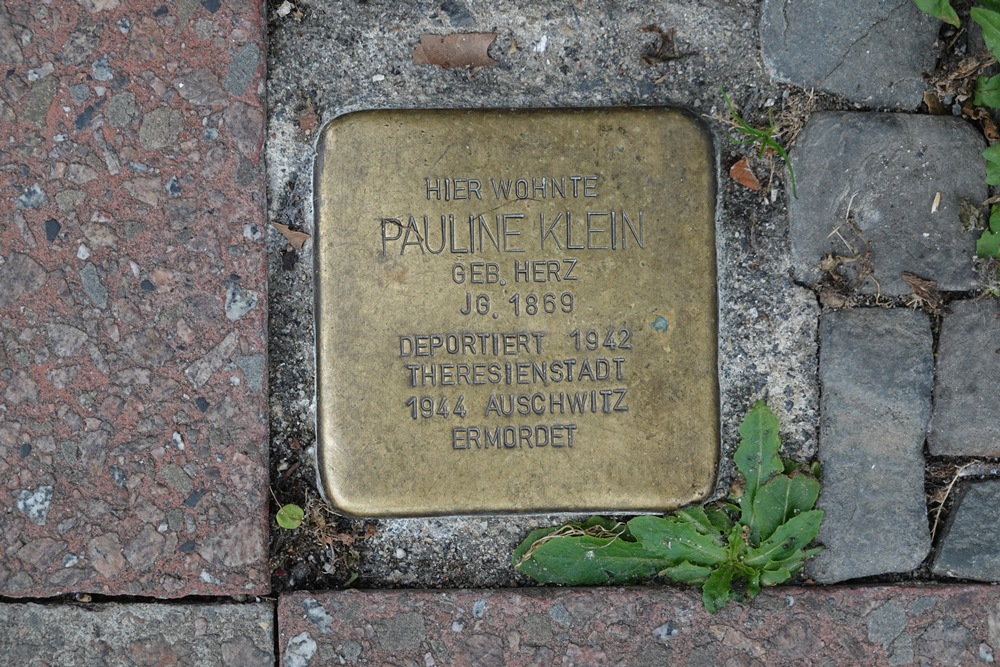 HIER WOHNTE
PAULINE KLEIN
GEB. HERZ
JG. 1869
DEPORTIERT 1942
THERESIENSTADT
1944 AUSCHWITZ
ERMORDET